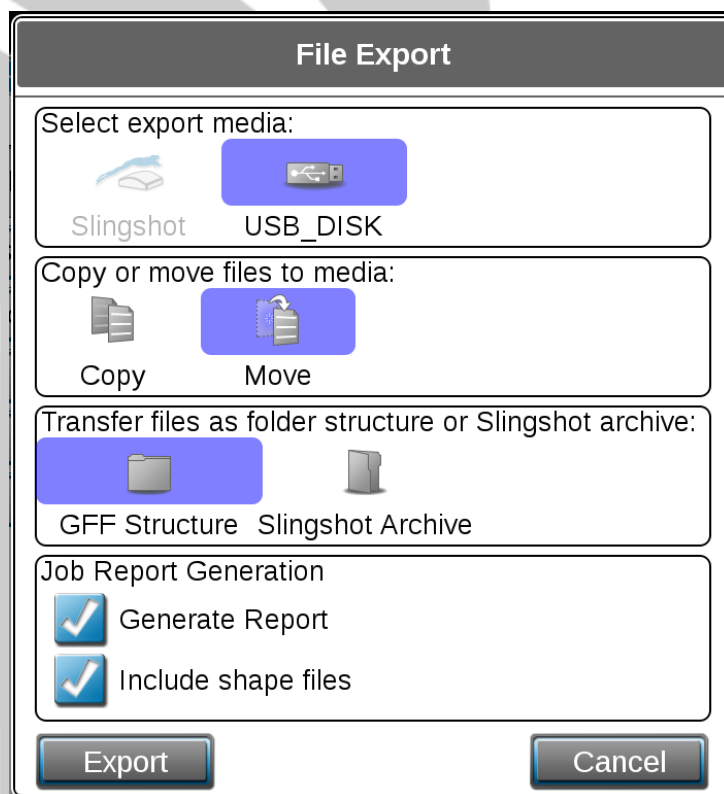 File Export
Select export media:
Slingshot USB_DISK
Copy or move files to media:
Copy Move
Transfer files as folder structure or Slingshot archive:
GFF Structure Slingshot Archive
Job Report Generation
Generate Report
Include shape files
Export Cancel